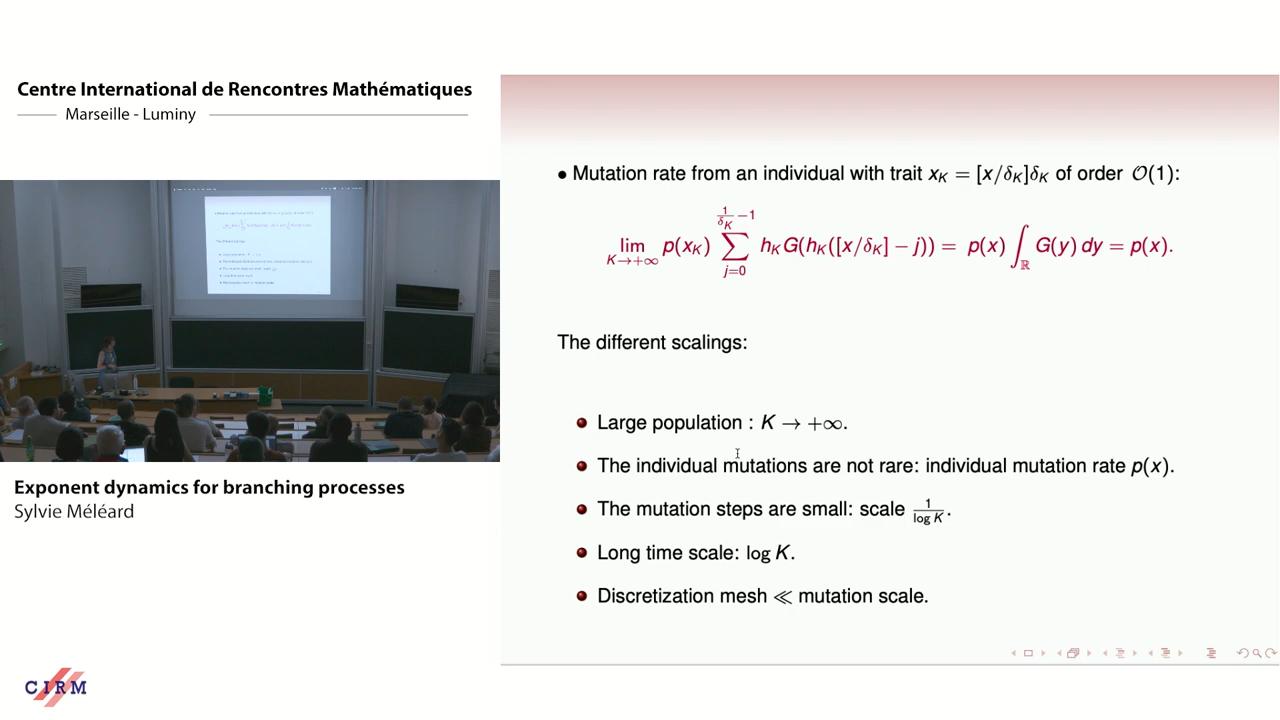 Centre International de Rencontres Mathématiques
Marseille - Luminy
Exponent dynamics for branching processes
Sylvie Méléard
CIRM
• Mutation rate from an individual with trait x_K = [x/δ_K]δ_K of order 𝒪(1):
lim_{K→+∞} p(x_K) ∑_{j=0}^{1/δ_K −1} h_K G(h_K([x/δ_K] − j)) = p(x) ∫_ℝ G(y) dy = p(x).
The different scalings:
Large population : K → +∞.
The individual mutations are not rare: individual mutation rate p(x).
The mutation steps are small: scale 1/log K.
Long time scale: log K.
Discretization mesh ≪ mutation scale.